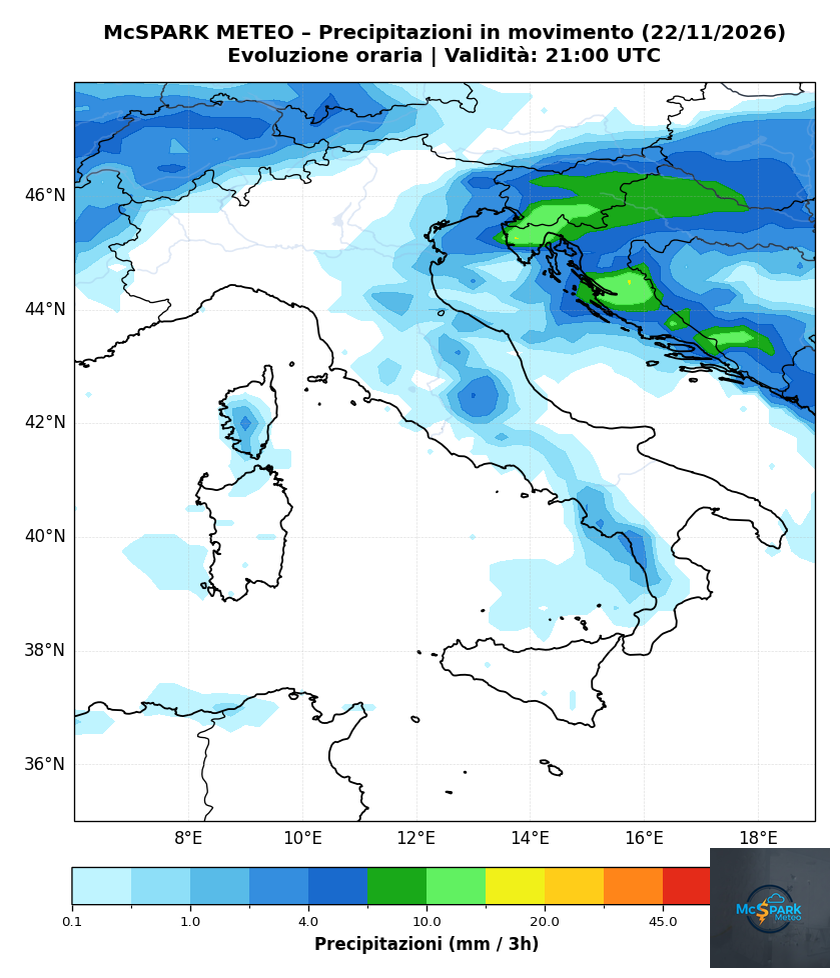 McSPARK METEO – Precipitazioni in movimento (22/11/2026)
Evoluzione oraria | Validità: 21:00 UTC
46°N
44°N
42°N
40°N
38°N
36°N
8°E 10°E 12°E 14°E 16°E 18°E
0.1 1.0 4.0 10.0 20.0 45.0
Precipitazioni (mm / 3h)
McSPARK
Meteo